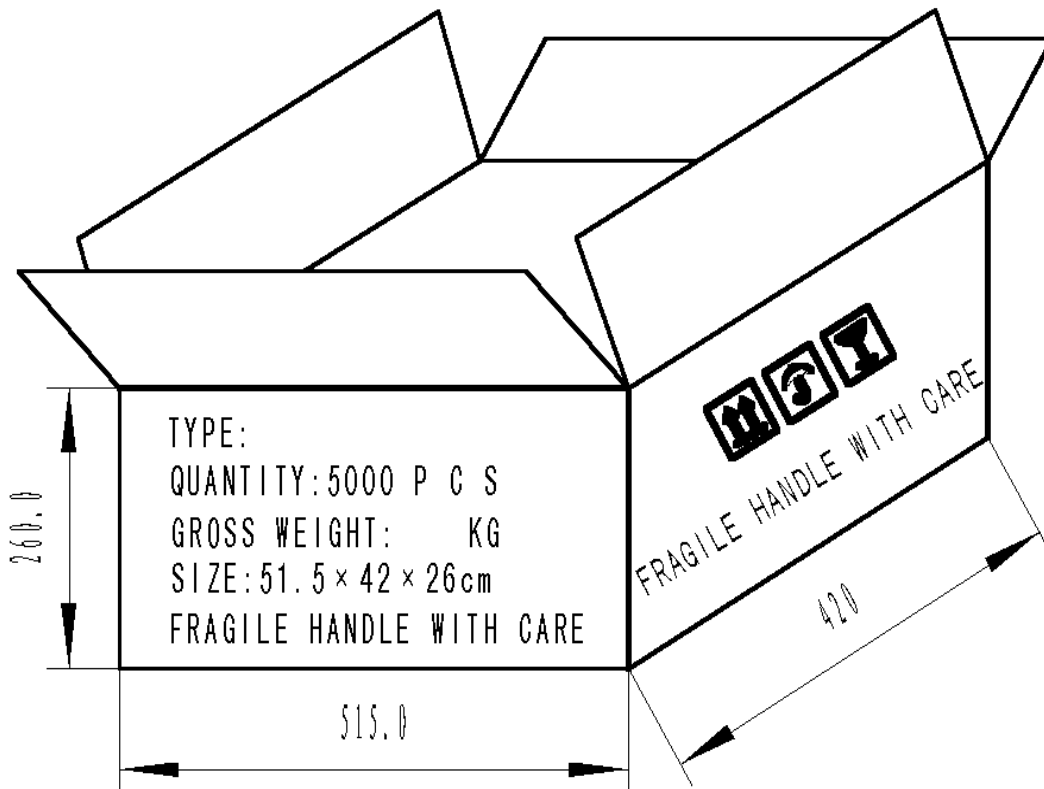 TYPE:
QUANTITY:5000 P C S
GROSS WEIGHT: KG
SIZE:51.5×42×26cm
FRAGILE HANDLE WITH CARE
FRAGILE HANDLE WITH CARE
260.0
420
515.0